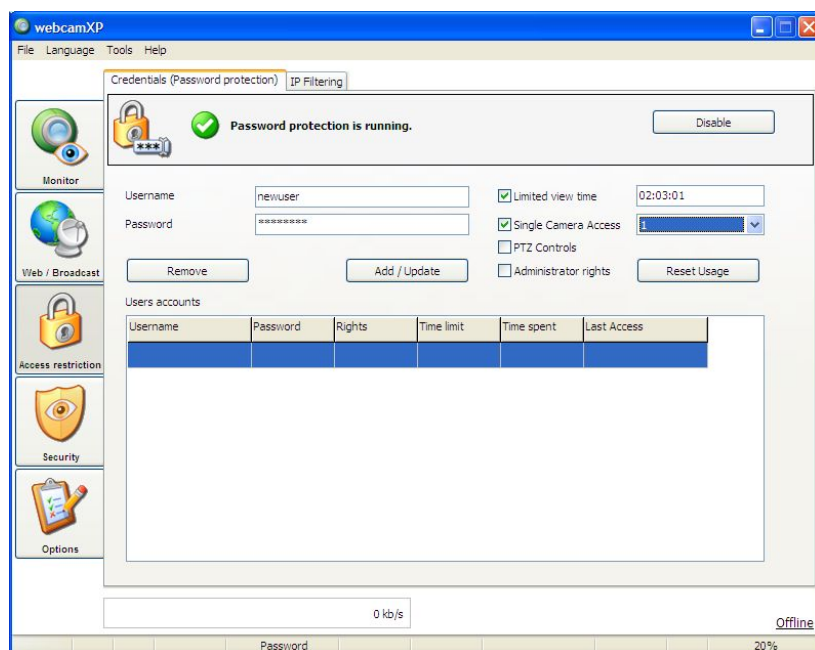 webcamXP
File Language Tools Help
Credentials (Password protection) IP Filtering
***
Password protection is running.
Disable
Monitor
Web / Broadcast
Access restriction
Security
Options
Username newuser
Password ********
Limited view time 02:03:01
Single Camera Access 1
PTZ Controls
Administrator rights
Remove Add / Update Reset Usage
Users accounts
Username Password Rights Time limit Time spent Last Access
0 kb/s
Offline
Password 20%